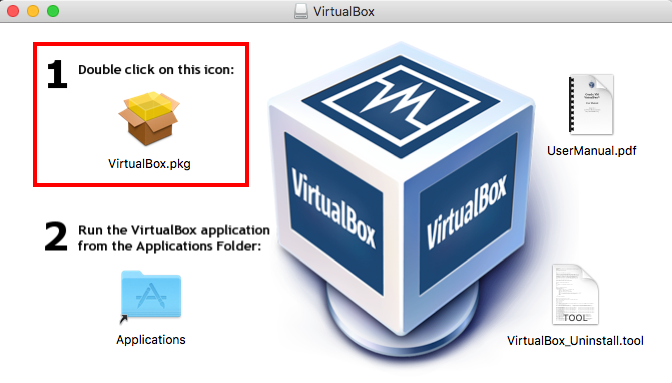 VirtualBox
1 Double click on this icon:
VirtualBox.pkg
2 Run the VirtualBox application
from the Applications Folder:
Applications
VirtualBox
VirtualBox
UserManual.pdf
TOOL
VirtualBox_Uninstall.tool